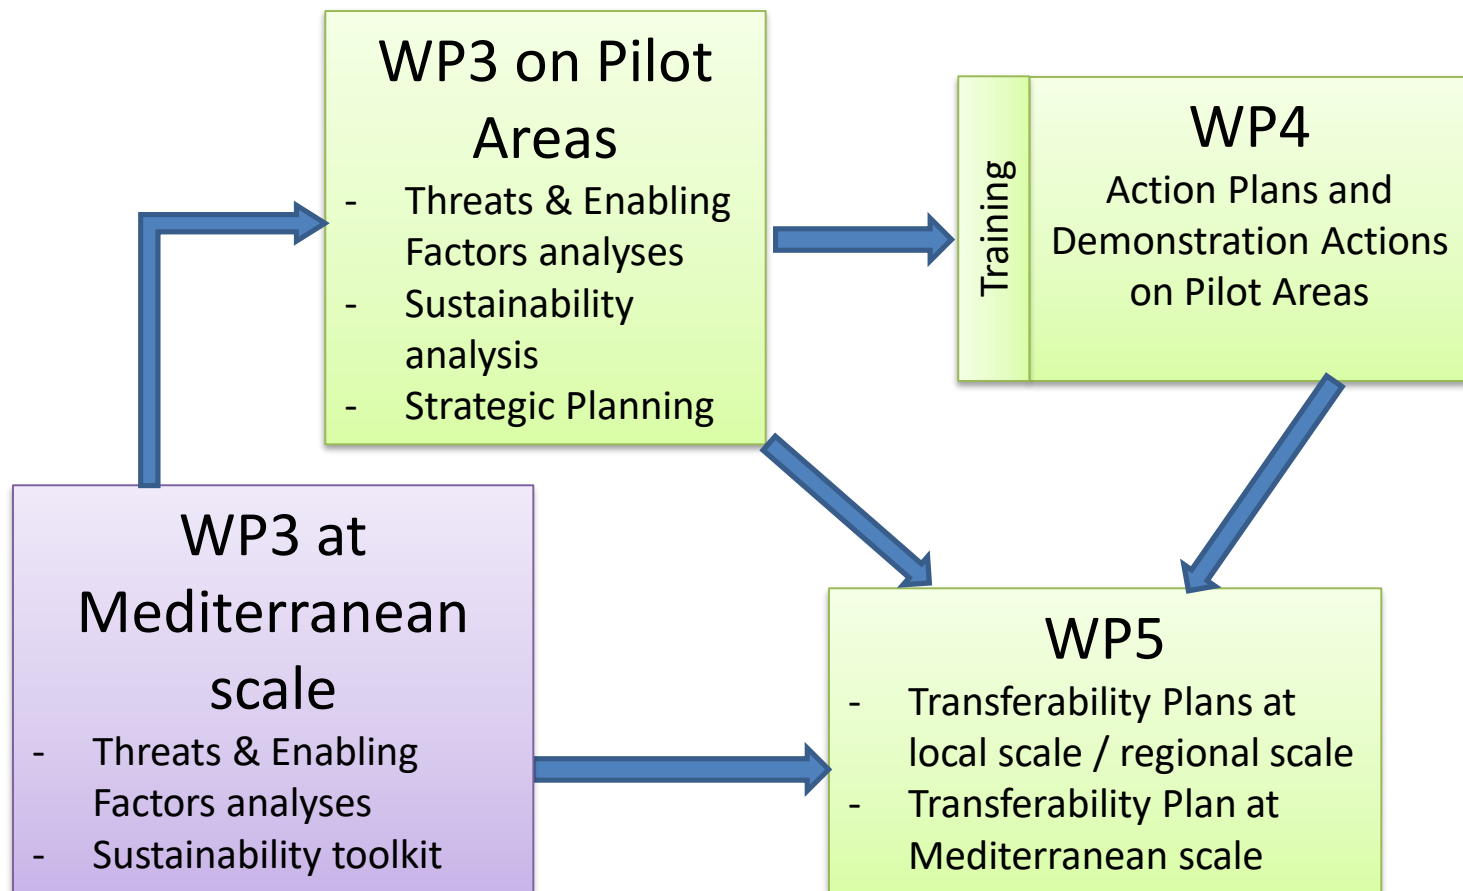 WP3 on Pilot
Areas
- Threats & Enabling
Factors analyses
- Sustainability
analysis
- Strategic Planning
Training
WP4
Action Plans and
Demonstration Actions
on Pilot Areas
WP3 at
Mediterranean
scale
- Threats & Enabling
Factors analyses
- Sustainability toolkit
WP5
- Transferability Plans at
local scale / regional scale
- Transferability Plan at
Mediterranean scale